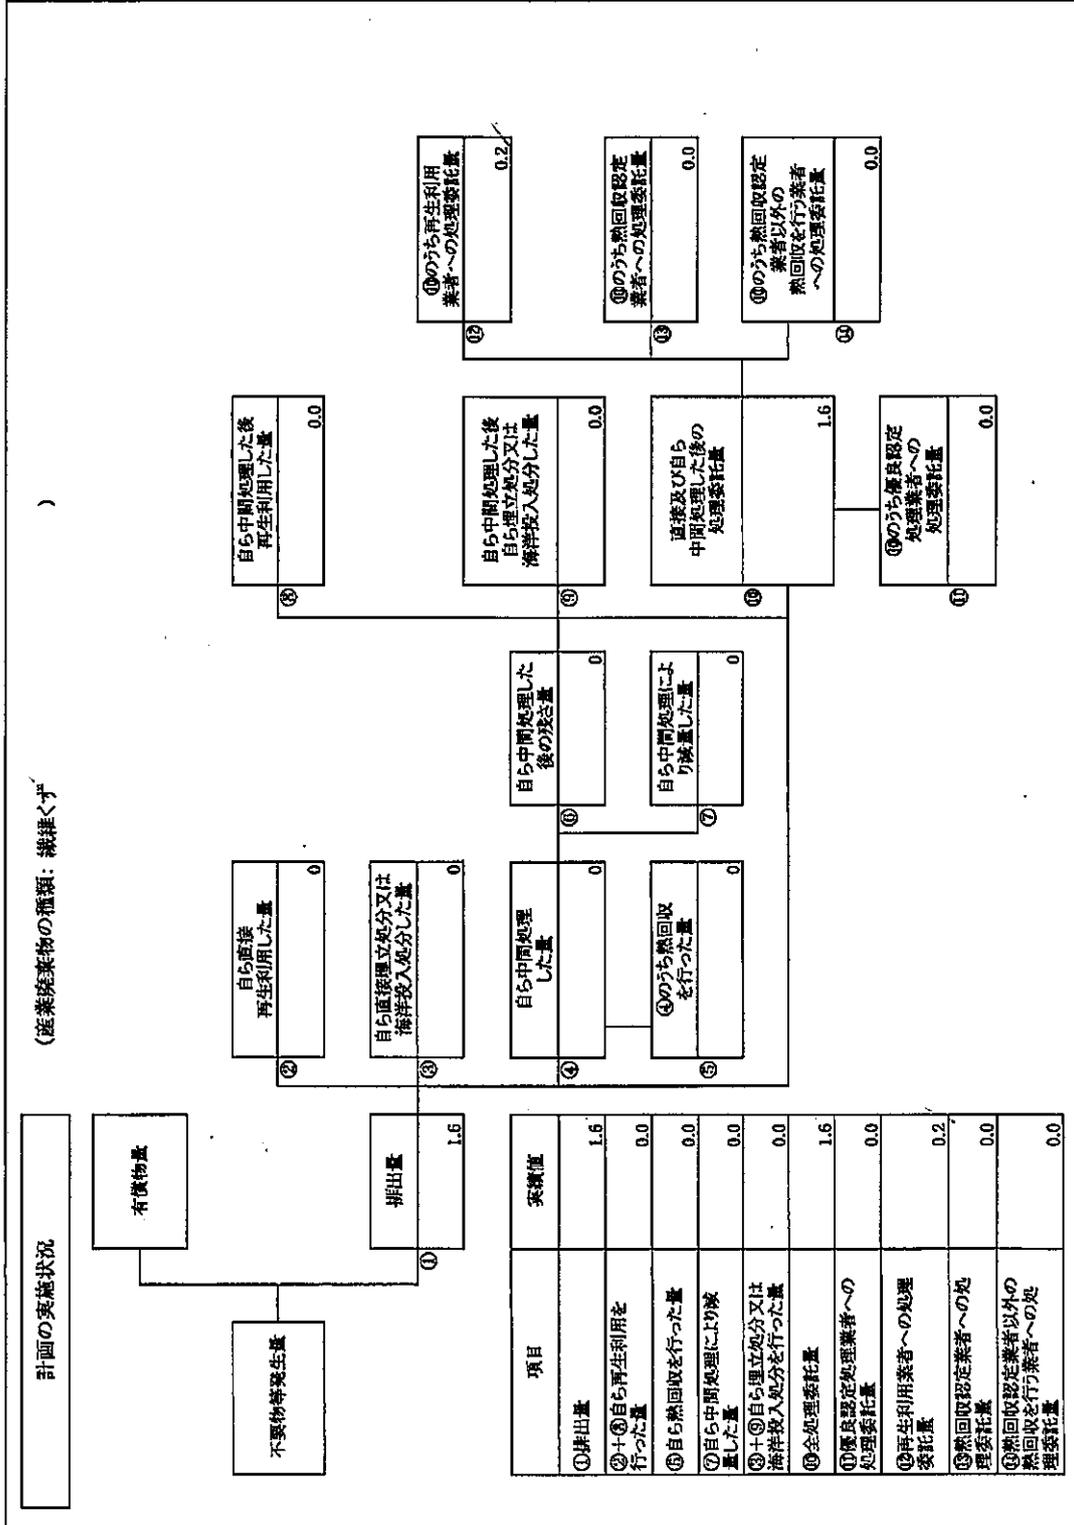 計画の実施状況
(産業廃棄物の種類: 繊維くず
)
不要物等発生量
有償物量
排出量
①
1.6
自ら直接
再生利用した量
②
0
自ら直接埋立処分又は
海洋投入処分した量
③
0
自ら中間処理
した量
④
0
④のうち熱回収
を行った量
⑤
0
自ら中間処理した
後の残さ量
⑥
0
自ら中間処理によ
り減量した量
⑦
0
自ら中間処理した後
再生利用した量
⑧
0.0
自ら中間処理した後
自ら埋立処分又は
海洋投入処分した量
⑨
0.0
直接及び自ら
中間処理した後の
処理委託量
⑩
1.6
⑩のうち優良認定
処理業者への
処理委託量
⑪
0.0
⑩のうち再生利用
業者への処理委託量
⑫
0.2
⑩のうち熱回収認定
業者への処理委託量
⑬
0.0
⑩のうち熱回収認定
業者以外の
熱回収を行う業者
への処理委託量
⑭
0.0
項目
実績値
①排出量
1.6
②+⑧自ら再生利用を
行った量
0.0
⑤自ら熱回収を行った量
0.0
⑦自ら中間処理により減
量した量
0.0
③+⑨自ら埋立処分又は
海洋投入処分を行った量
0.0
⑩全処理委託量
1.6
⑪優良認定処理業者への
処理委託量
0.0
⑫再生利用業者への処理
委託量
0.2
⑬熱回収認定業者への処
理委託量
0.0
⑭熱回収認定業者以外の
熱回収を行う業者への処
理委託量
0.0